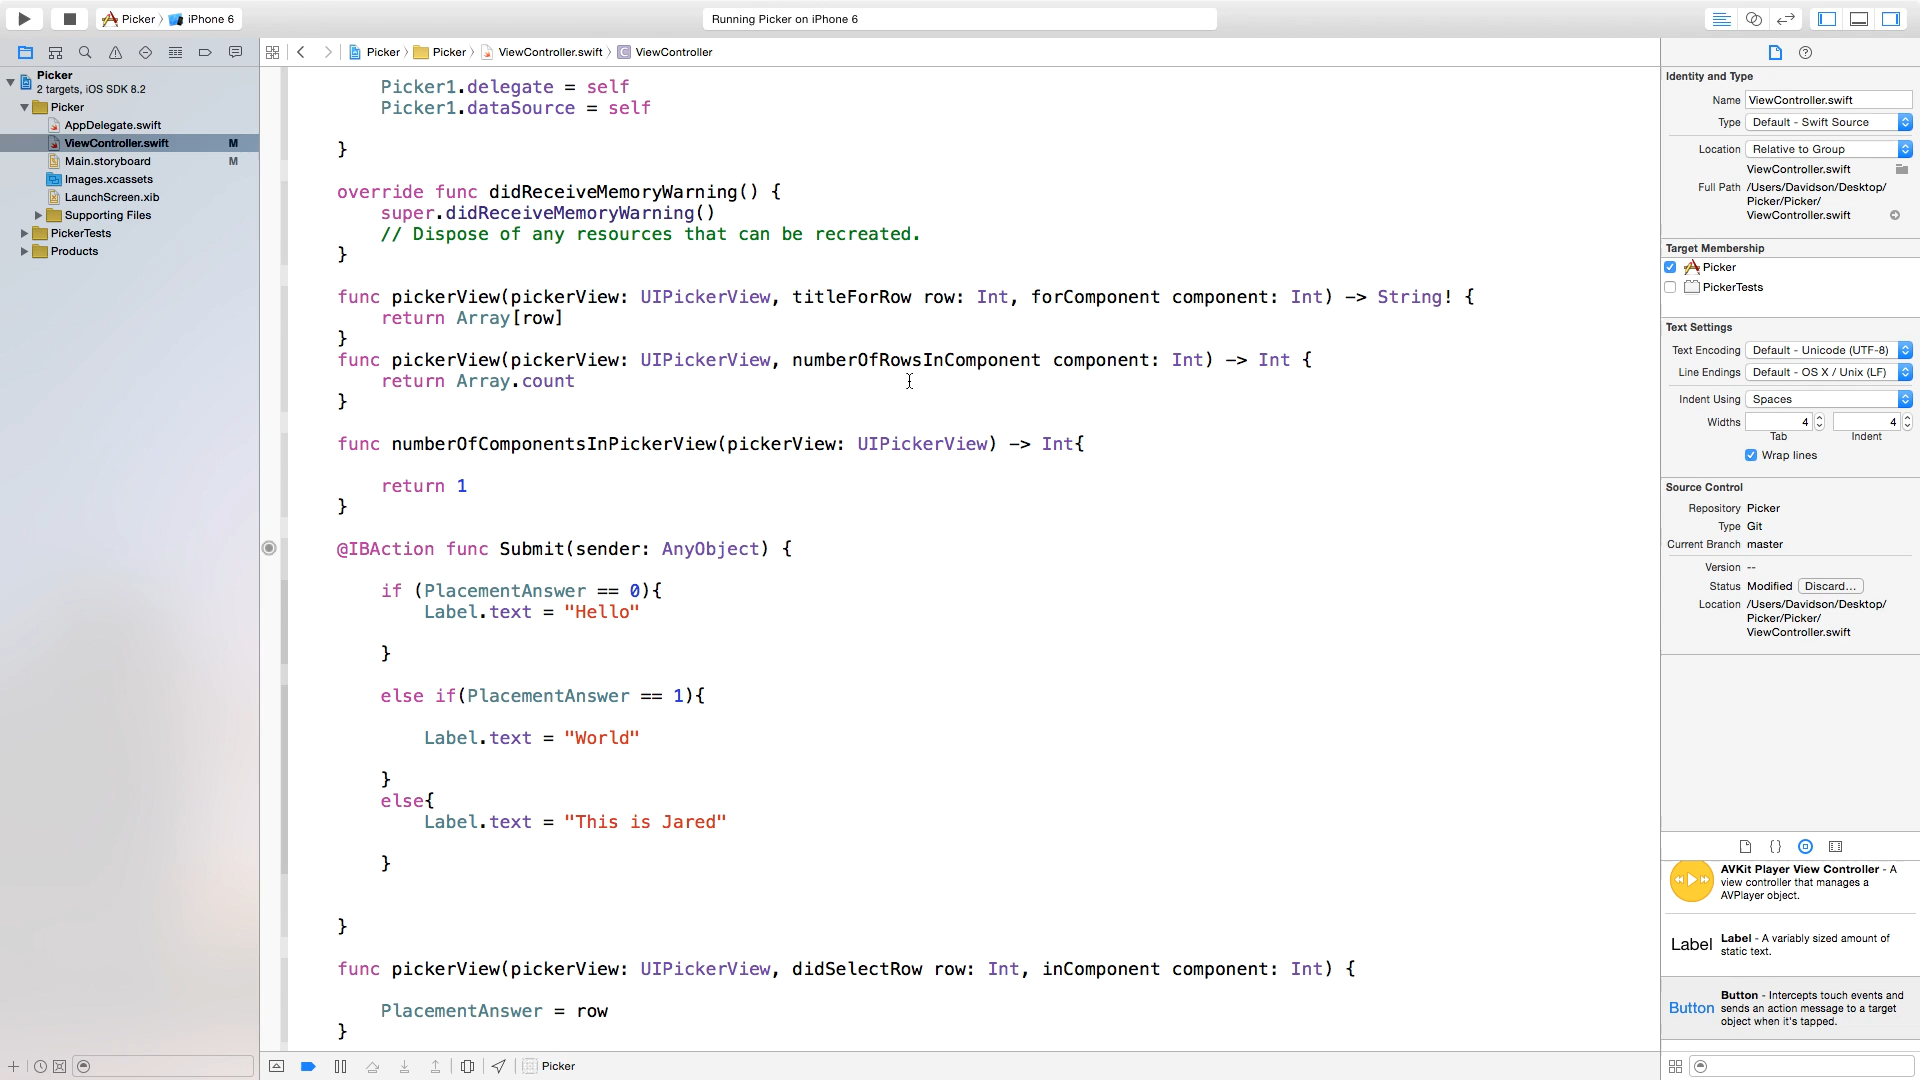 Picker
iPhone 6
Running Picker on iPhone 6
Picker
Picker
ViewController.swift
ViewController
Picker
2 targets, iOS SDK 8.2
Picker
AppDelegate.swift
ViewController.swift M
Main.storyboard M
Images.xcassets
LaunchScreen.xib
Supporting Files
PickerTests
Products
Picker1.delegate = self
Picker1.dataSource = self
}
override func didReceiveMemoryWarning() {
super.didReceiveMemoryWarning()
// Dispose of any resources that can be recreated.
}
func pickerView(pickerView: UIPickerView, titleForRow row: Int, forComponent component: Int) -> String! {
return Array[row]
}
func pickerView(pickerView: UIPickerView, numberOfRowsInComponent component: Int) -> Int {
return Array.count
}
func numberOfComponentsInPickerView(pickerView: UIPickerView) -> Int{
return 1
}
@IBAction func Submit(sender: AnyObject) {
if (PlacementAnswer == 0){
Label.text = "Hello"
}
else if(PlacementAnswer == 1){
Label.text = "World"
}
else{
Label.text = "This is Jared"
}
}
func pickerView(pickerView: UIPickerView, didSelectRow row: Int, inComponent component: Int) {
PlacementAnswer = row
}
Picker
Identity and Type
Name ViewController.swift
Type Default - Swift Source
Location Relative to Group
ViewController.swift
Full Path /Users/Davidson/Desktop/
Picker/Picker/
ViewController.swift
Target Membership
Picker
PickerTests
Text Settings
Text Encoding Default - Unicode (UTF-8)
Line Endings Default - OS X / Unix (LF)
Indent Using Spaces
Widths 4 4
Tab Indent
Wrap lines
Source Control
Repository Picker
Type Git
Current Branch master
Version --
Status Modified Discard...
Location /Users/Davidson/Desktop/
Picker/Picker/
ViewController.swift
{}
AVKit Player View Controller - A
view controller that manages a
AVPlayer object.
Label
Label - A variably sized amount of
static text.
Button
Button - Intercepts touch events and
sends an action message to a target
object when it's tapped.